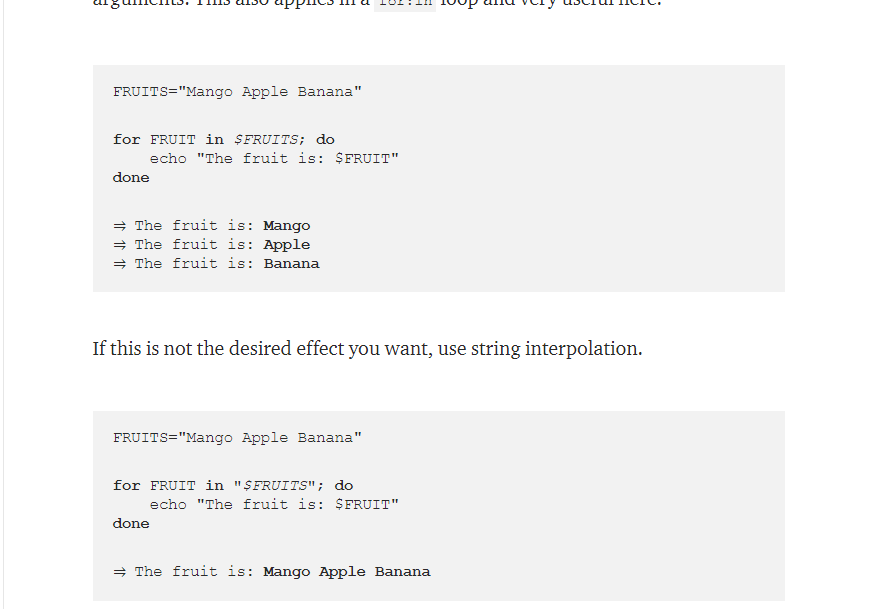 arguments. This also applies in a for:in loop and very useful here.
FRUITS="Mango Apple Banana"
for FRUIT in $FRUITS; do
    echo "The fruit is: $FRUIT"
done
⇒ The fruit is: Mango
⇒ The fruit is: Apple
⇒ The fruit is: Banana
If this is not the desired effect you want, use string interpolation.
FRUITS="Mango Apple Banana"
for FRUIT in "$FRUITS"; do
    echo "The fruit is: $FRUIT"
done
⇒ The fruit is: Mango Apple Banana